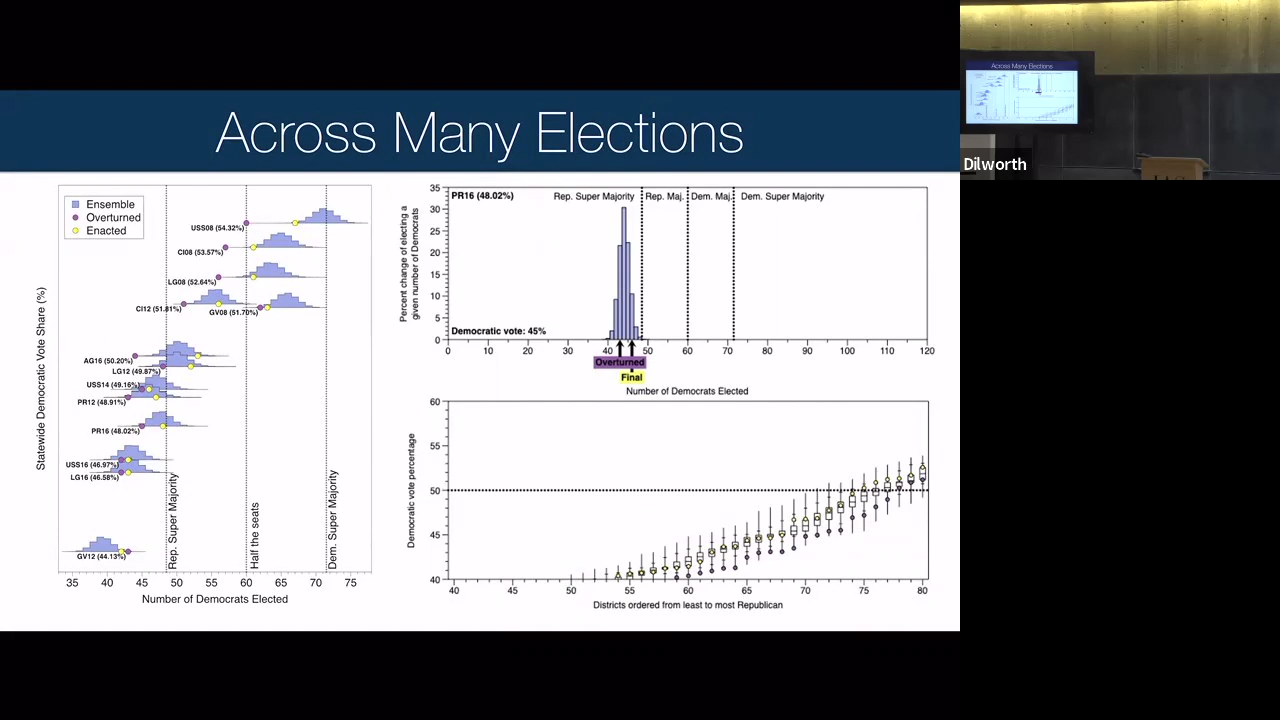 Across Many Elections
Ensemble
Overturned
Enacted
USS08 (54.32%)
CI08 (53.57%)
LG08 (52.64%)
CI12 (51.81%)
GV08 (51.70%)
AG16 (50.20%)
LG12 (49.87%)
USS14 (49.16%)
PR12 (48.91%)
PR16 (48.02%)
USS16 (46.97%)
LG16 (46.58%)
GV12 (44.13%)
Rep. Super Majority
Half the seats
Dem. Super Majority
Statewide Democratic Vote Share (%)
35 40 45 50 55 60 65 70 75
Number of Democrats Elected
PR16 (48.02%)
Rep. Super Majority
Rep. Maj.
Dem. Maj.
Dem. Super Majority
Percent change of electing a
given number of Democrats
35
30
25
20
15
10
5
0
Democratic vote: 45%
0 10 20 30 40 50 60 70 80 90 100 110 120
Overturned
Final
Number of Democrats Elected
Democratic vote percentage
60
55
50
45
40
40 45 50 55 60 65 70 75 80
Districts ordered from least to most Republican
Across Many Elections
Dilworth